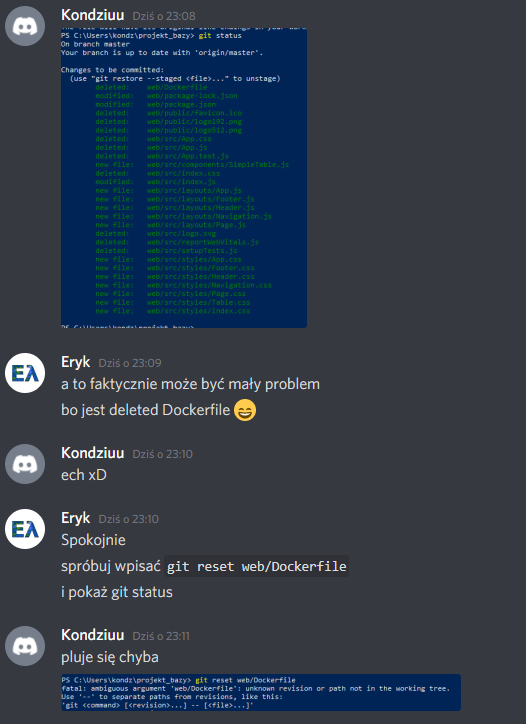 Kondziuu Dziś o 23:08
PS C:\Users\kondz\projekt_bazy> git status
On branch master
Your branch is up to date with 'origin/master'.
Changes to be committed:
(use "git restore --staged <file>..." to unstage)
deleted: web/Dockerfile
modified: web/package-lock.json
modified: web/package.json
deleted: web/public/favicon.ico
deleted: web/public/logo192.png
deleted: web/public/logo512.png
deleted: web/src/App.css
deleted: web/src/App.js
deleted: web/src/App.test.js
new file: web/src/components/SimpleTable.js
deleted: web/src/index.css
modified: web/src/index.js
new file: web/src/layouts/App.js
new file: web/src/layouts/Footer.js
new file: web/src/layouts/Header.js
new file: web/src/layouts/Navigation.js
new file: web/src/layouts/Page.js
deleted: web/src/logo.svg
deleted: web/src/reportWebVitals.js
deleted: web/src/setupTests.js
new file: web/src/styles/App.css
new file: web/src/styles/Footer.css
new file: web/src/styles/Header.css
new file: web/src/styles/Navigation.css
new file: web/src/styles/Page.css
new file: web/src/styles/Table.css
new file: web/src/styles/index.css
PS C:\Users\kondz\projekt_bazy>
Eλ
Eryk Dziś o 23:09
a to faktycznie może być mały problem
bo jest deleted Dockerfile
Kondziuu Dziś o 23:10
ech xD
Eλ
Eryk Dziś o 23:10
Spokojnie
spróbuj wpisać git reset web/Dockerfile
i pokaż git status
Kondziuu Dziś o 23:11
pluje się chyba
PS C:\Users\kondz\projekt_bazy> git reset web/Dockerfile
fatal: ambiguous argument 'web/Dockerfile': unknown revision or path not in the working tree.
Use '--' to separate paths from revisions, like this:
'git <command> [<revision>...] -- [<file>...]'